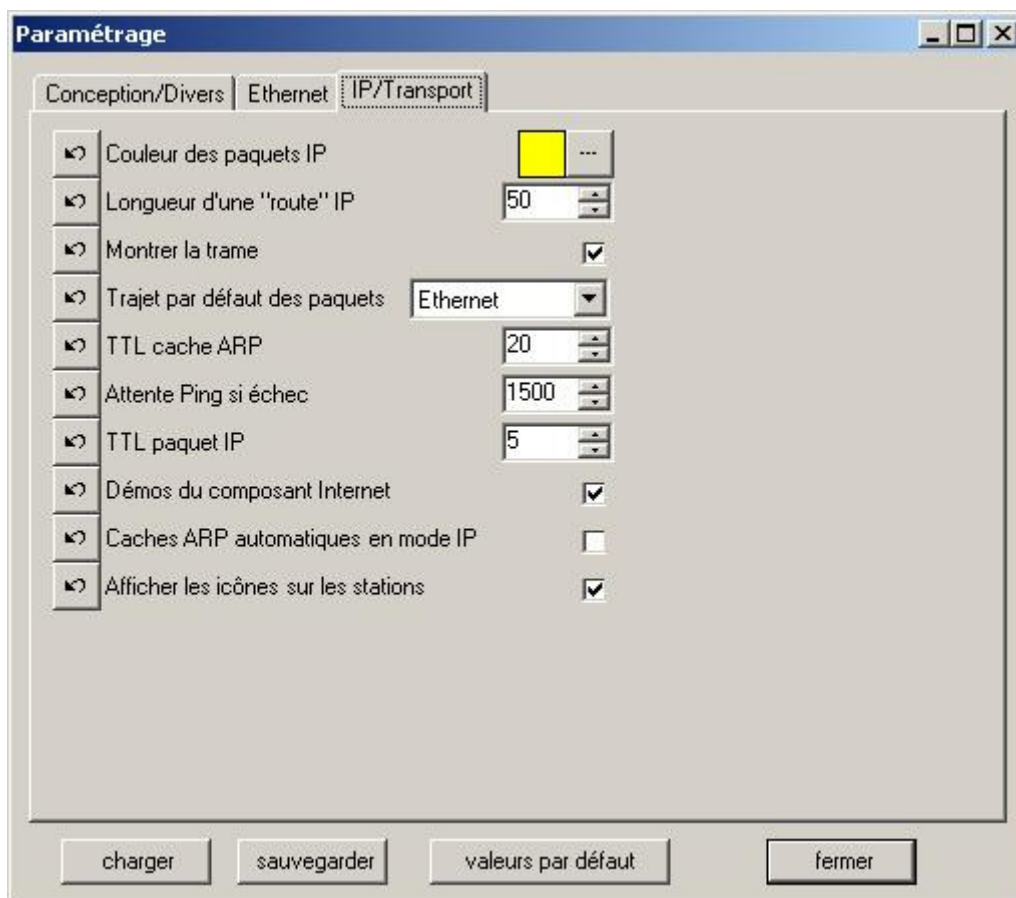 Paramétrage
Conception/Divers Ethernet IP/Transport
Couleur des paquets IP ---
Longueur d'une "route" IP 50
Montrer la trame
Trajet par défaut des paquets Ethernet
TTL cache ARP 20
Attente Ping si échec 1500
TTL paquet IP 5
Démos du composant Internet
Caches ARP automatiques en mode IP
Afficher les icônes sur les stations
charger sauvegarder valeurs par défaut fermer